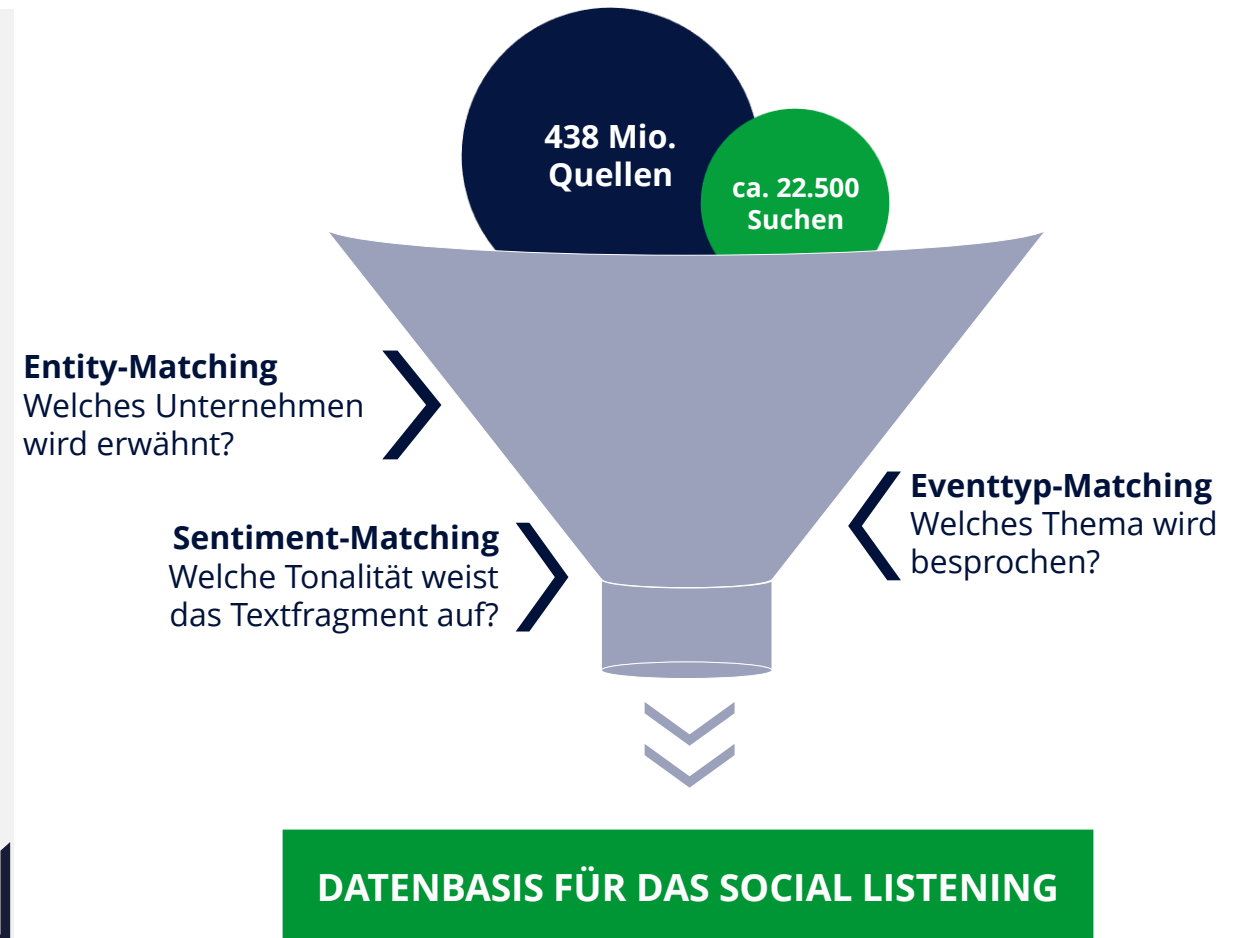 438 Mio.
Quellen
ca. 22.500
Suchen
Entity-Matching
Welches Unternehmen
wird erwähnt?
Eventtyp-Matching
Welches Thema wird
besprochen?
Sentiment-Matching
Welche Tonalität weist
das Textfragment auf?
DATENBASIS FÜR DAS SOCIAL LISTENING